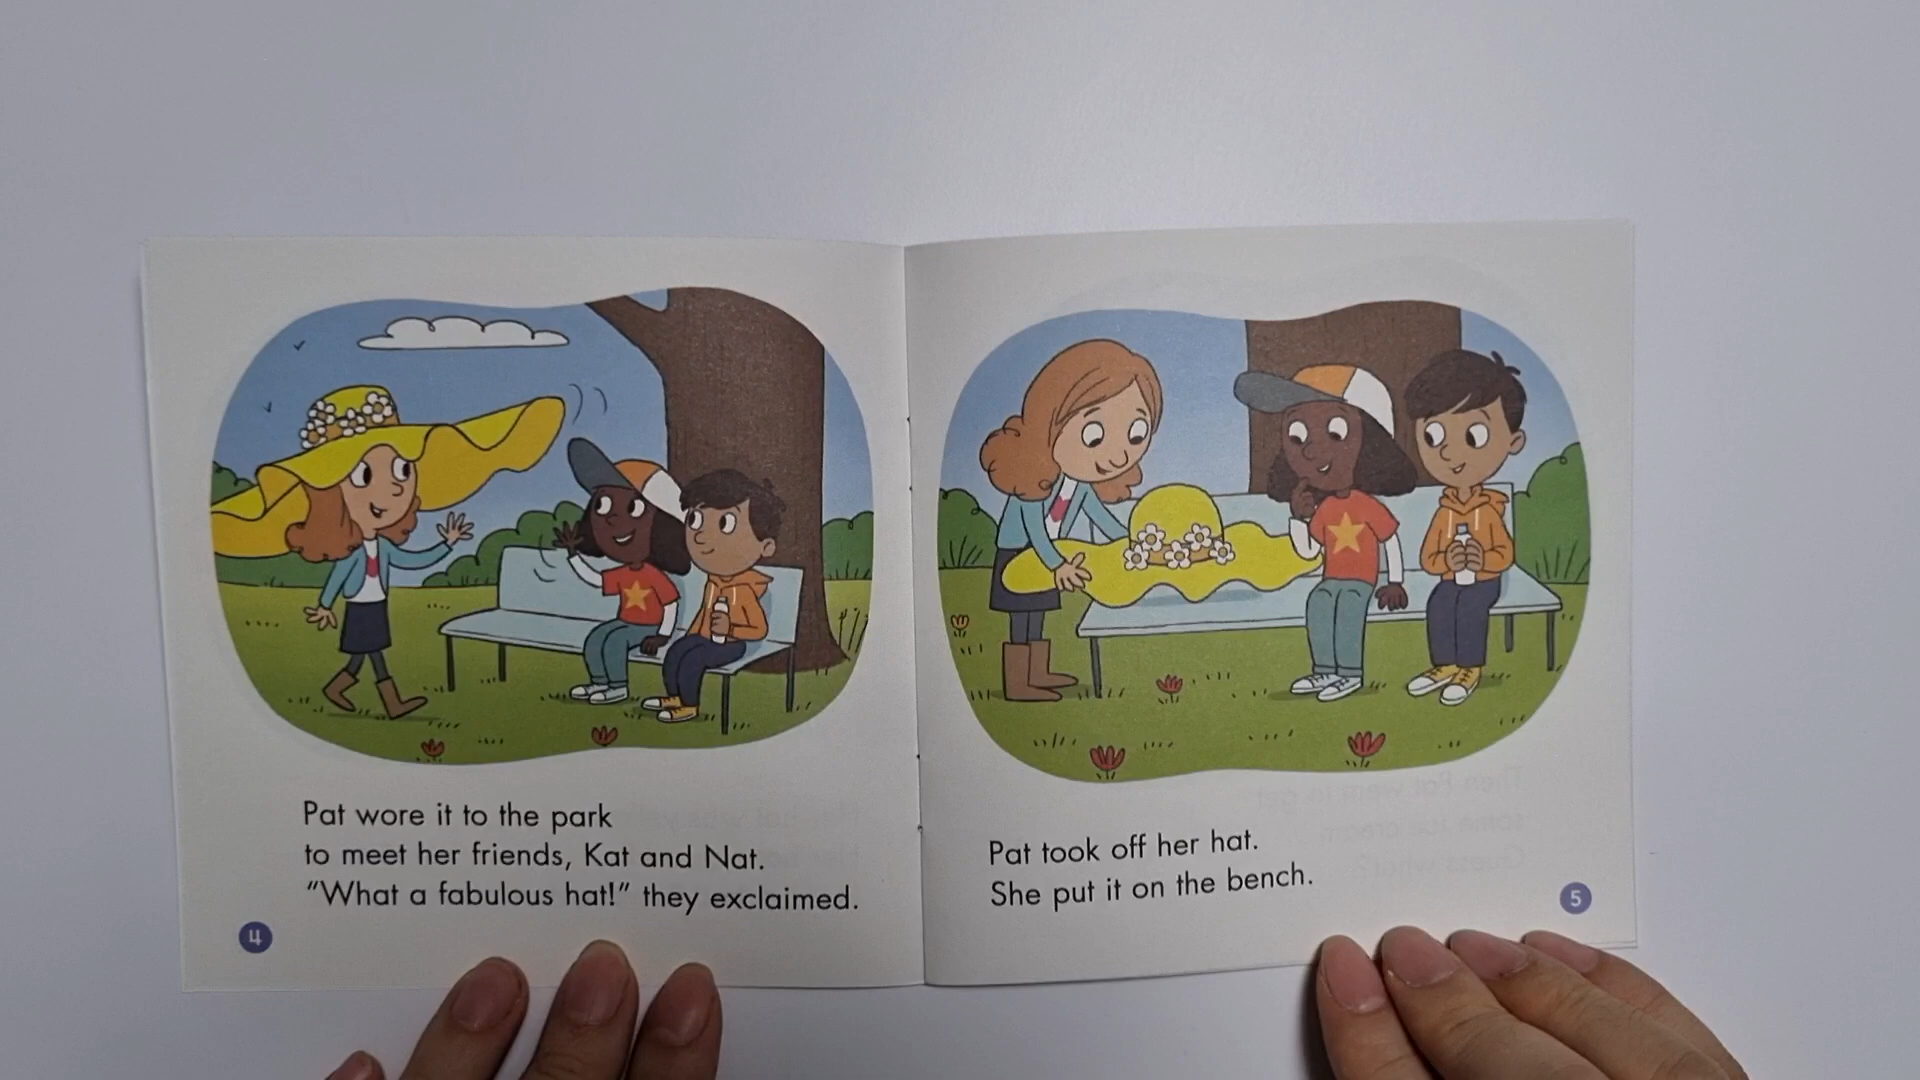 Pat wore it to the park
to meet her friends, Kat and Nat.
“What a fabulous hat!” they exclaimed.
4
Pat took off her hat.
She put it on the bench.
5